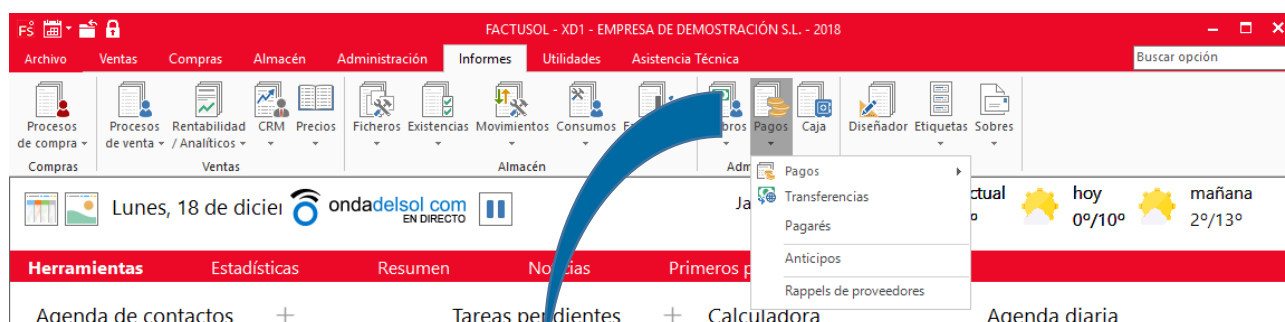 FS
FACTUSOL - XD1 - EMPRESA DE DEMOSTRACIÓN S.L. - 2018
Archivo Ventas Compras Almacén Administración Informes Utilidades Asistencia Técnica Buscar opción
Procesos de compra
Procesos de venta
Rentabilidad / Analíticos
CRM
Precios
Ficheros
Existencias
Movimientos
Consumos
Pagos
Caja
Diseñador
Etiquetas
Sobres
Compras Ventas Almacén
Pagos
Transferencias
Pagarés
Anticipos
Rappels de proveedores
Lunes, 18 de
ondadelsol com
EN DIRECTO
hoy
0º/10º
mañana
2º/13º
Herramientas Estadísticas Resumen Primeros
Agenda de contactos
Tareas pendientes
Calculadora
Agenda diaria